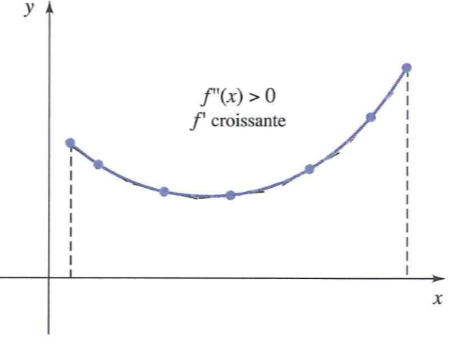 y
f"(x) > 0
f' croissante
x